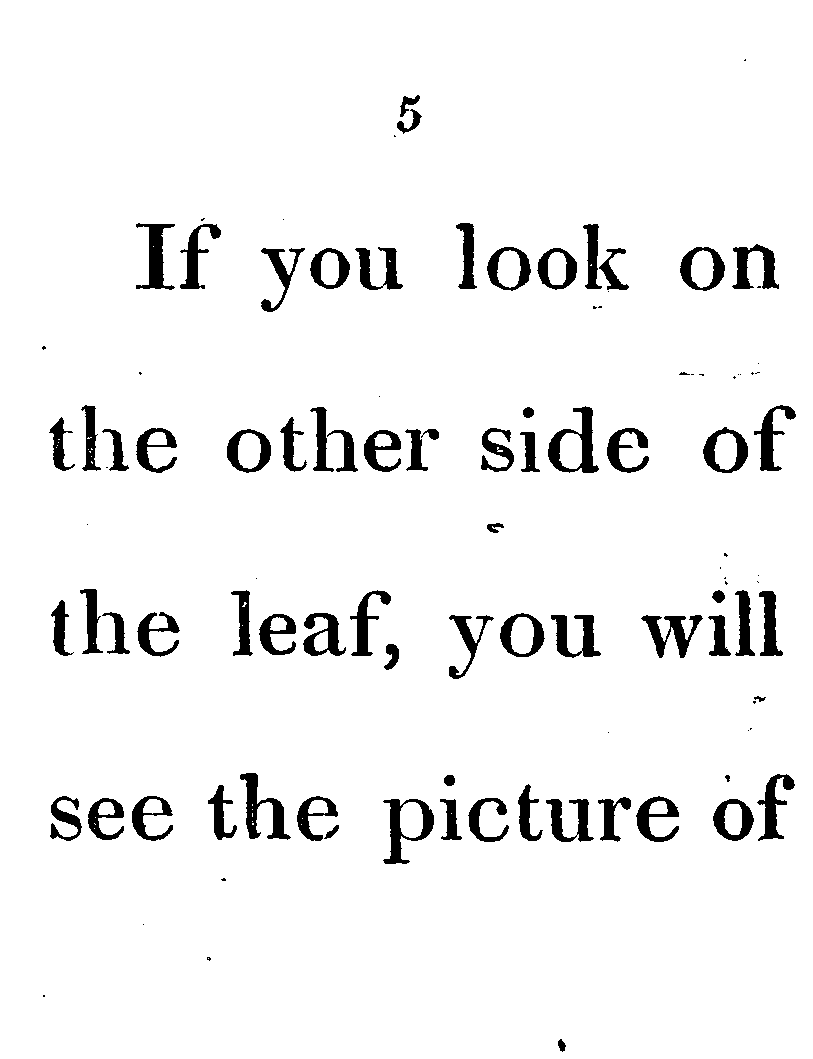 5
If you look on
the other side of
the leaf, you will
see the picture of